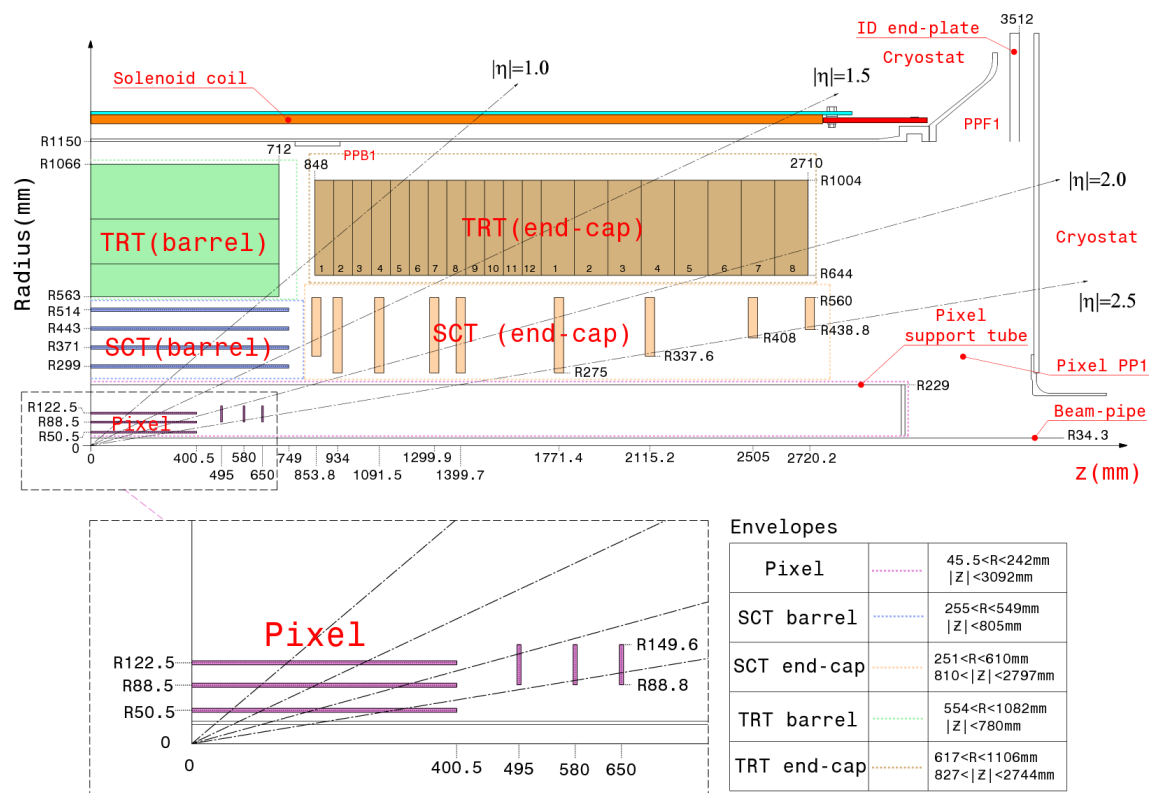 3512
ID end-plate
Cryostat
|η|=1.0
|η|=1.5
Solenoid coil
PPF1
R1150
712
PPB1
848
2710
R1066
R1004
|η|=2.0
Radius(mm)
TRT(barrel)
TRT(end-cap)
Cryostat
1 2 3 4 5 6 7 8 9 10 11 12 1 2 3 4 5 6 7 8
R644
R563
R560
|η|=2.5
R514
R443
SCT(barrel)
SCT (end-cap)
R438.8
Pixel
support tube
R408
R371
R337.6
R299
R275
Pixel PP1
R229
R122.5
R88.5
Pixel
R50.5
Beam-pipe
R34.3
0
0
400.5
580
749
934
1299.9
1771.4
2115.2
2505
2720.2
495
650
853.8
1091.5
1399.7
z(mm)
Envelopes
Pixel
45.5<R<242mm
|Z|<3092mm
SCT barrel
255<R<549mm
|Z|<805mm
SCT end-cap
251<R<610mm
810<|Z|<2797mm
TRT barrel
554<R<1082mm
|Z|<780mm
TRT end-cap
617<R<1106mm
827<|Z|<2744mm
Pixel
R149.6
R122.5
R88.5
R88.8
R50.5
0
0
400.5
495
580
650